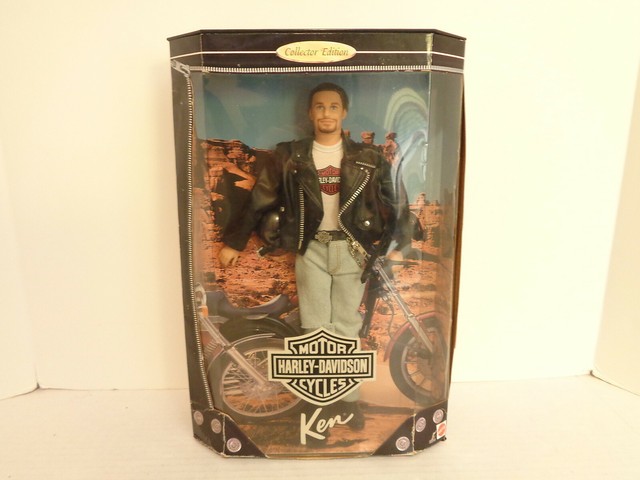 Collector Edition
HARLEY-DAVIDSON
MOTOR
HARLEY-DAVIDSON
CYCLES
Ken